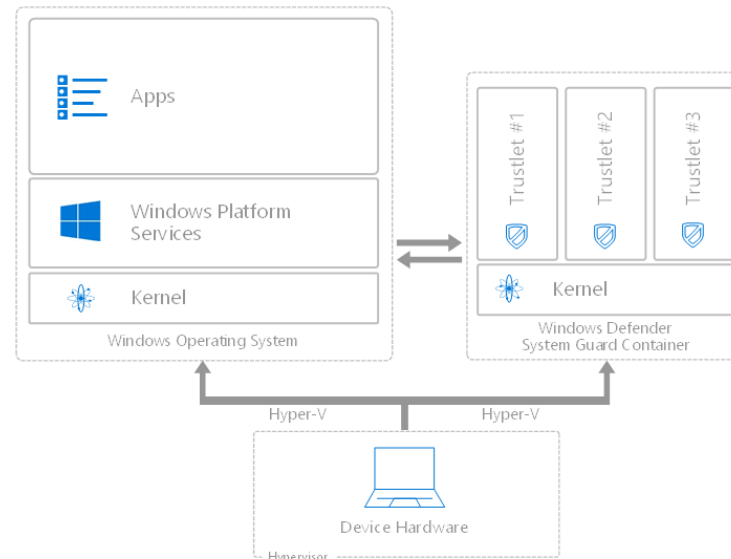 Apps
Windows Platform
Services
Kernel
Windows Operating System
Trustlet #1
Trustlet #2
Trustlet #3
Kernel
Windows Defender
System Guard Container
Hyper-V
Hyper-V
Device Hardware
Hypervisor